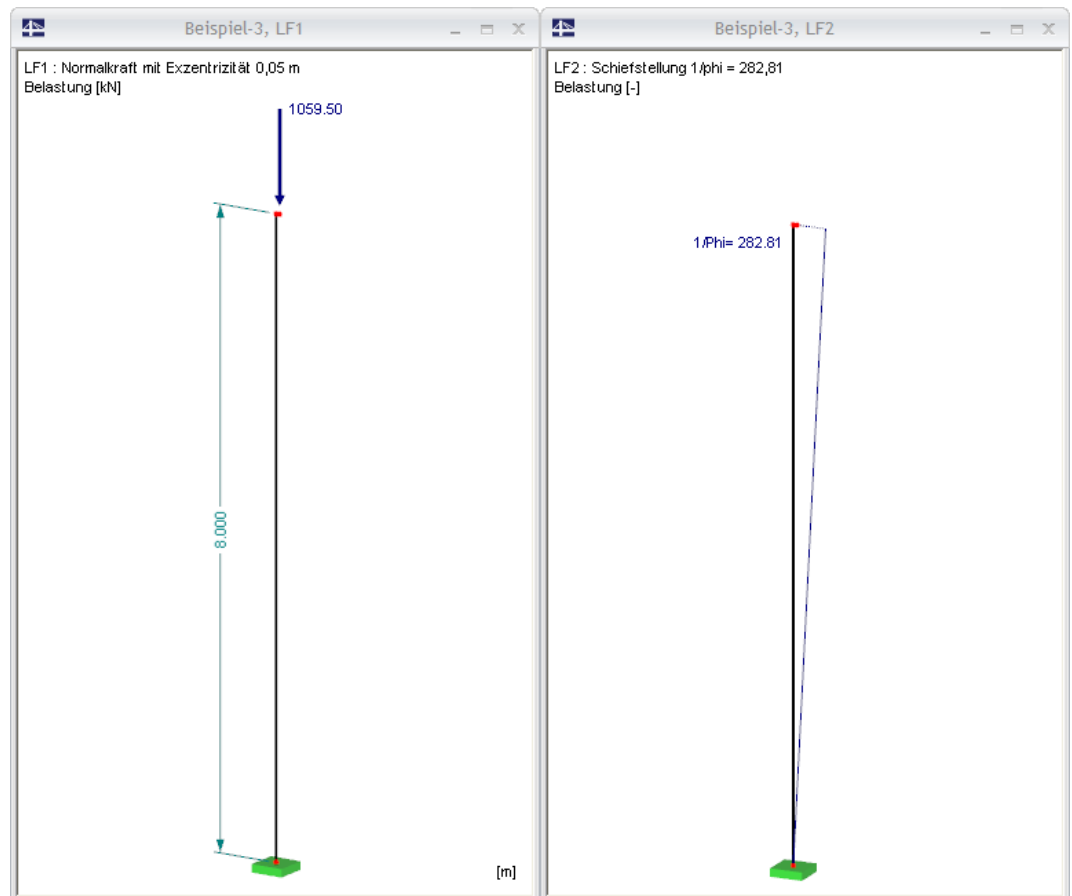 Beispiel-3, LF1
LF1 : Normalkraft mit Exzentrizität 0,05 m
Belastung [kN]
1059.50
8.000
[m]
Beispiel-3, LF2
LF2 : Schiefstellung 1/phi = 282,81
Belastung [-]
1/Phi= 282.81